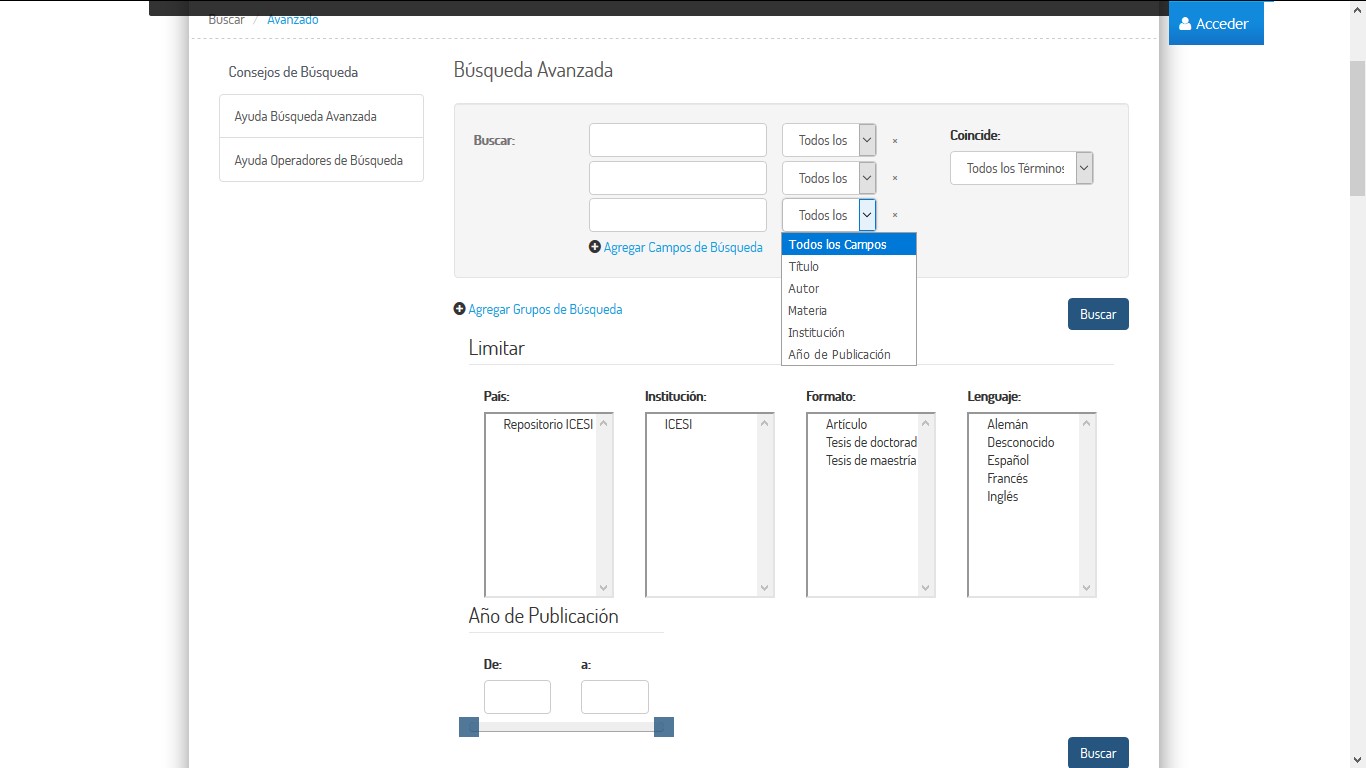 Buscar / Avanzado
Acceder
Consejos de Búsqueda
Ayuda Búsqueda Avanzada
Ayuda Operadores de Búsqueda
Búsqueda Avanzada
Buscar:
Todos los ×
Todos los ×
Todos los ×
Coincide:
Todos los Términos
Agregar Campos de Búsqueda
Todos los Campos
Título
Autor
Materia
Institución
Año de Publicación
Agregar Grupos de Búsqueda
Buscar
Limitar
País:
Repositorio ICESI
Institución:
ICESI
Formato:
Artículo
Tesis de doctorad
Tesis de maestría
Lenguaje:
Alemán
Desconocido
Español
Francés
Inglés
Año de Publicación
De:
a:
Buscar